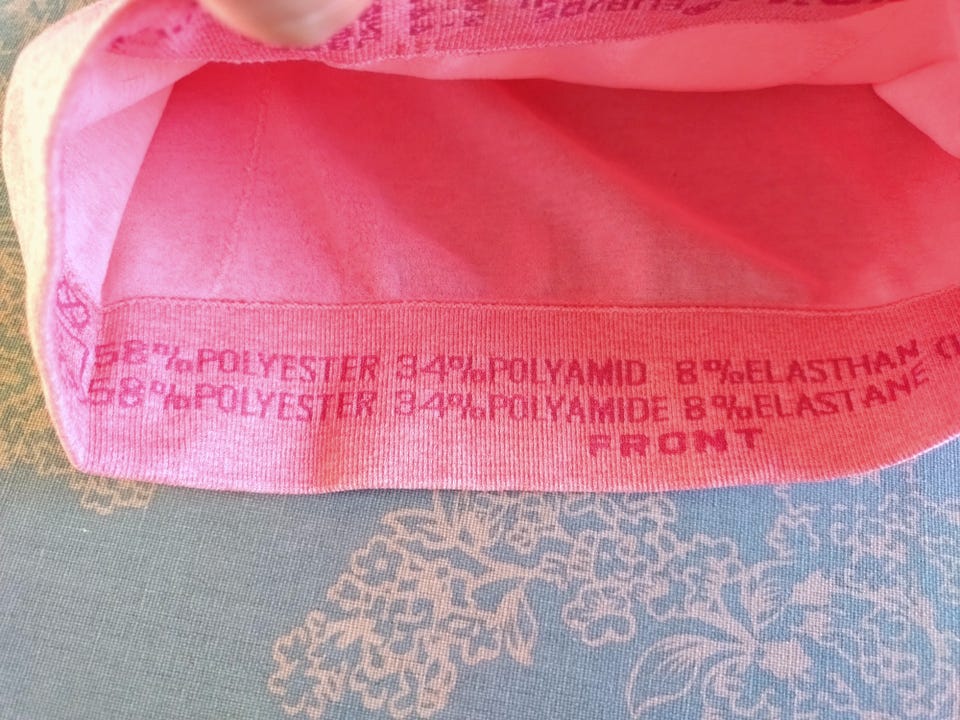 58%POLYESTER 34%POLYAMID 8%ELASTHAN
58%POLYESTER 34%POLYAMIDE 8%ELASTANE
FRONT